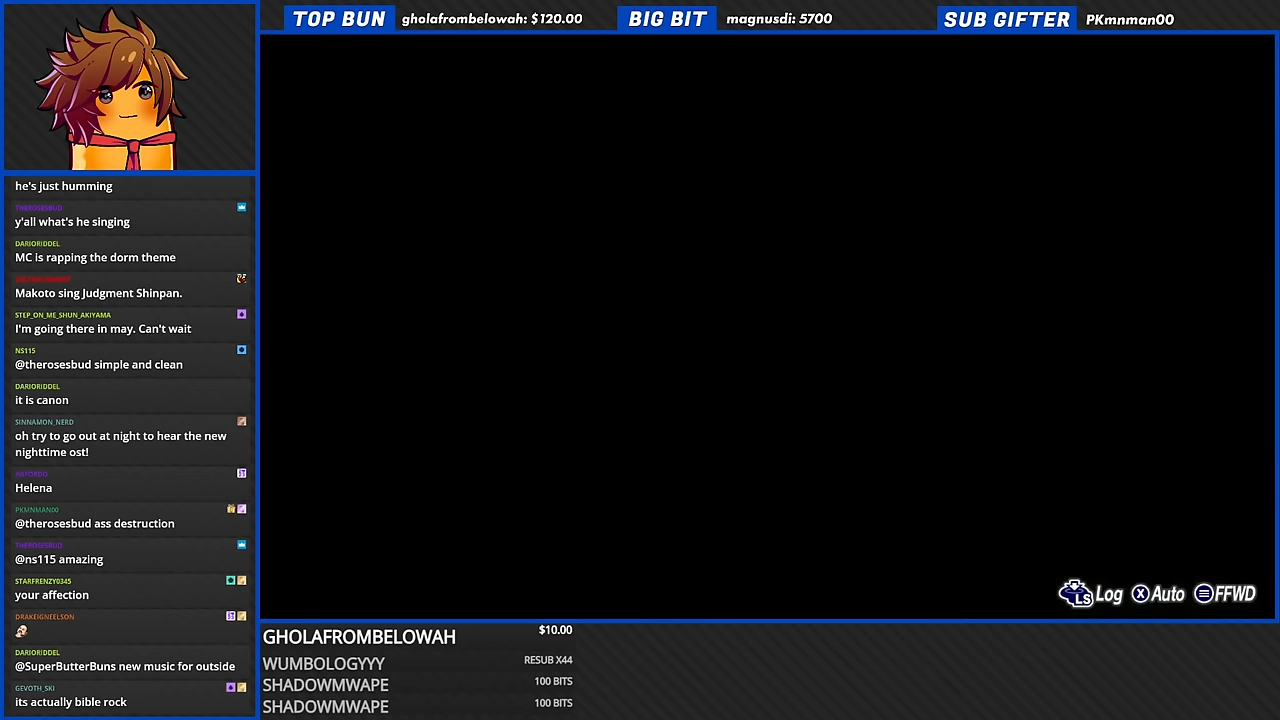 TOP BUN gholafrombelowah: $120.00 BIG BIT magnusdi: 5700 SUB GIFTER PKmnman00
he's just humming
THEROSESBUD
y'all what's he singing
DARIORIDDEL
MC is rapping the dorm theme
Makoto sing Judgment Shinpan.
STEP_ON_ME_SHUN_AKIYAMA
I'm going there in may. Can't wait
NS115
@therosesbud simple and clean
DARIORIDDEL
it is canon
SINNAMON_NERD
oh try to go out at night to hear the new
nighttime ost!
Helena
PKMNMAN00
@therosesbud ass destruction
THEROSESBUD
@ns115 amazing
STARFRENZY0345
your affection
DRAKEIGNEELSON
DARIORIDDEL
@SuperButterBuns new music for outside
GEVOTH_SKI
its actually bible rock
LS Log X Auto FFWD
GHOLAFROMBELOWAH $10.00
WUMBOLOGYYY RESUB X44
SHADOWMWAPE 100 BITS
SHADOWMWAPE 100 BITS